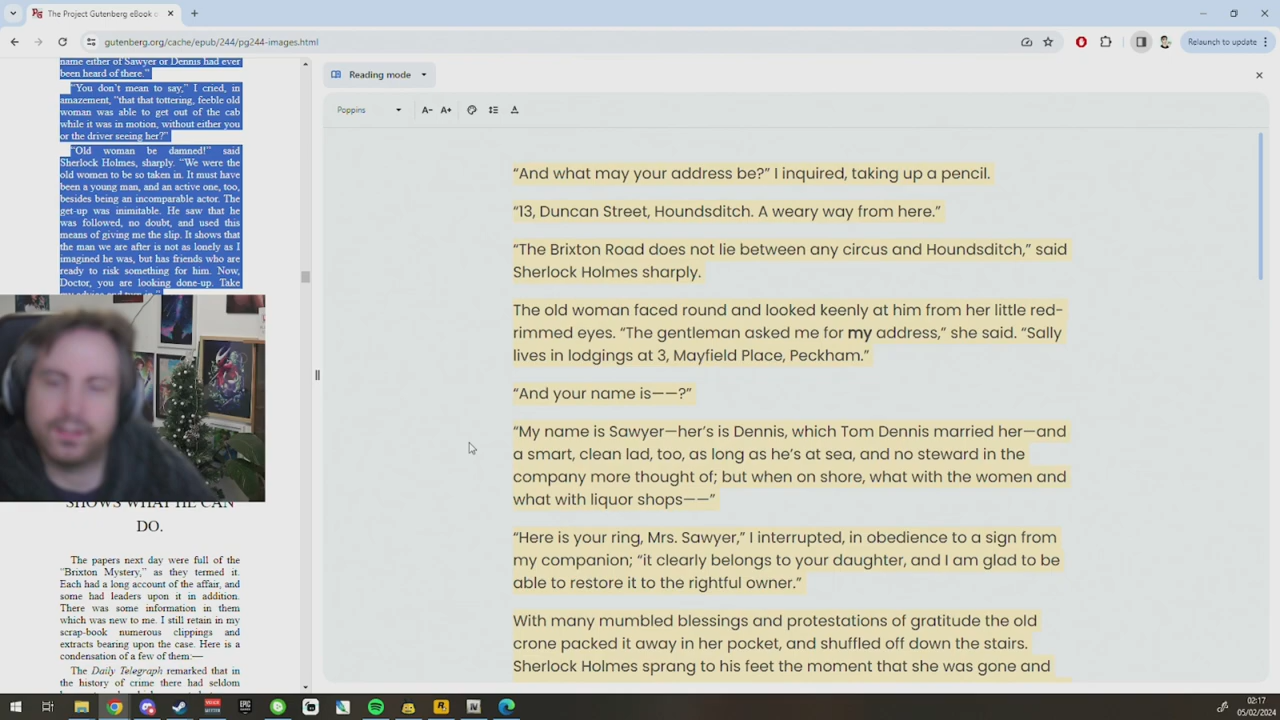 The Project Gutenberg eBook o
gutenberg.org/cache/epub/244/pg244-images.html
Relaunch to update
name either of Sawyer or Dennis had ever
been heard of there.”
“You don’t mean to say,” I cried, in
amazement, “that that tottering, feeble old
woman was able to get out of the cab
while it was in motion, without either you
or the driver seeing her?”
“Old woman be damned!” said
Sherlock Holmes, sharply. “We were the
old women to be so taken in. It must have
been a young man, and an active one, too,
besides being an incomparable actor. The
get-up was inimitable. He saw that he
was followed, no doubt, and used this
means of giving me the slip. It shows that
the man we are after is not as lonely as I
imagined he was, but has friends who are
ready to risk something for him. Now,
Doctor, you are looking done-up. Take
my advice and turn in.”
SHOWS WHAT HE CAN
DO.
The papers next day were full of the
“Brixton Mystery,” as they termed it.
Each had a long account of the affair, and
some had leaders upon it in addition.
There was some information in them
which was new to me. I still retain in my
scrap-book numerous clippings and
extracts bearing upon the case. Here is a
condensation of a few of them:—
The Daily Telegraph remarked that in
the history of crime there had seldom
Reading mode
Poppins
A- A+
“And what may your address be?” I inquired, taking up a pencil.
“13, Duncan Street, Houndsditch. A weary way from here.”
“The Brixton Road does not lie between any circus and Houndsditch,” said
Sherlock Holmes sharply.
The old woman faced round and looked keenly at him from her little red-
rimmed eyes. “The gentleman asked me for my address,” she said. “Sally
lives in lodgings at 3, Mayfield Place, Peckham.”
“And your name is——?”
“My name is Sawyer—her’s is Dennis, which Tom Dennis married her—and
a smart, clean lad, too, as long as he’s at sea, and no steward in the
company more thought of; but when on shore, what with the women and
what with liquor shops——”
“Here is your ring, Mrs. Sawyer,” I interrupted, in obedience to a sign from
my companion; “it clearly belongs to your daughter, and I am glad to be
able to restore it to the rightful owner.”
With many mumbled blessings and protestations of gratitude the old
crone packed it away in her pocket, and shuffled off down the stairs.
Sherlock Holmes sprang to his feet the moment that she was gone and
02:17
05/02/2024